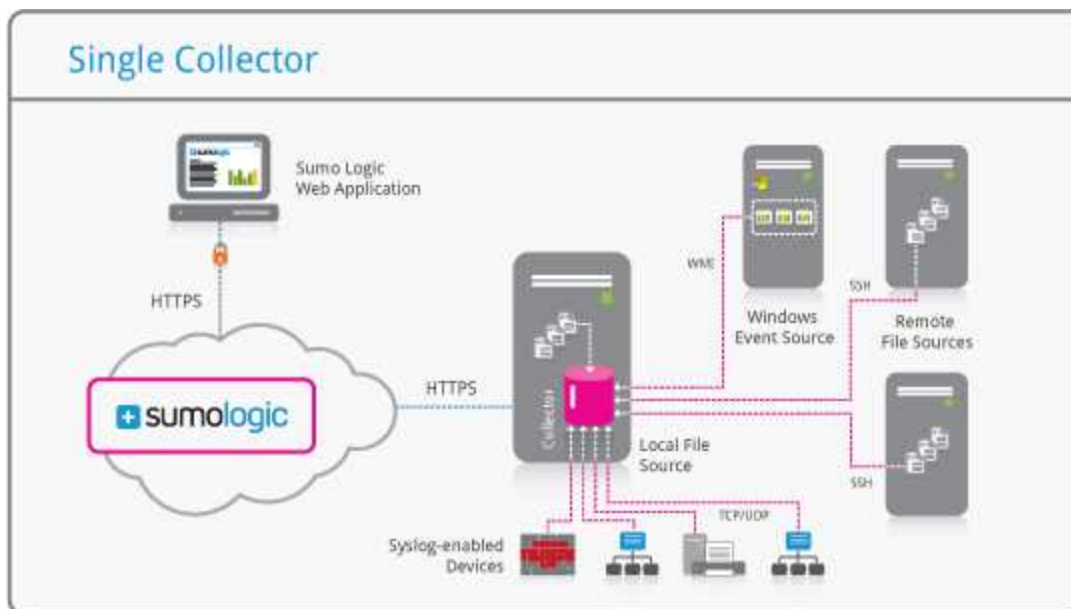 Single Collector
Sumo Logic
Web Application
HTTPS
sumologic
HTTPS
Collector
Local File
Source
WMI
Windows
Event Source
SSH
Remote
File Sources
SSH
TCP/UDP
Syslog-enabled
Devices